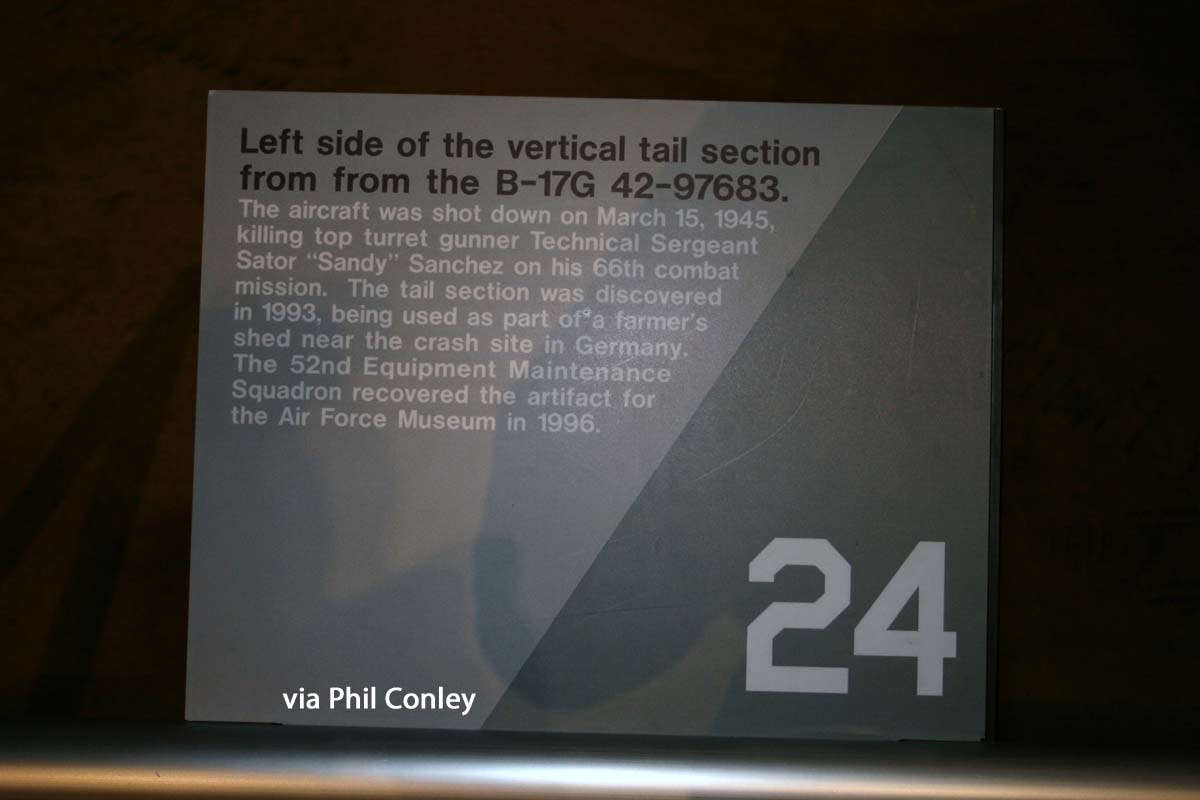 Left side of the vertical tail section
from from the B-17G 42-97683.
The aircraft was shot down on March 15, 1945,
killing top turret gunner Technical Sergeant
Sator "Sandy" Sanchez on his 66th combat
mission. The tail section was discovered
in 1993, being used as part of a farmer's
shed near the crash site in Germany.
The 52nd Equipment Maintenance
Squadron recovered the artifact for
the Air Force Museum in 1996.
24
via Phil Conley